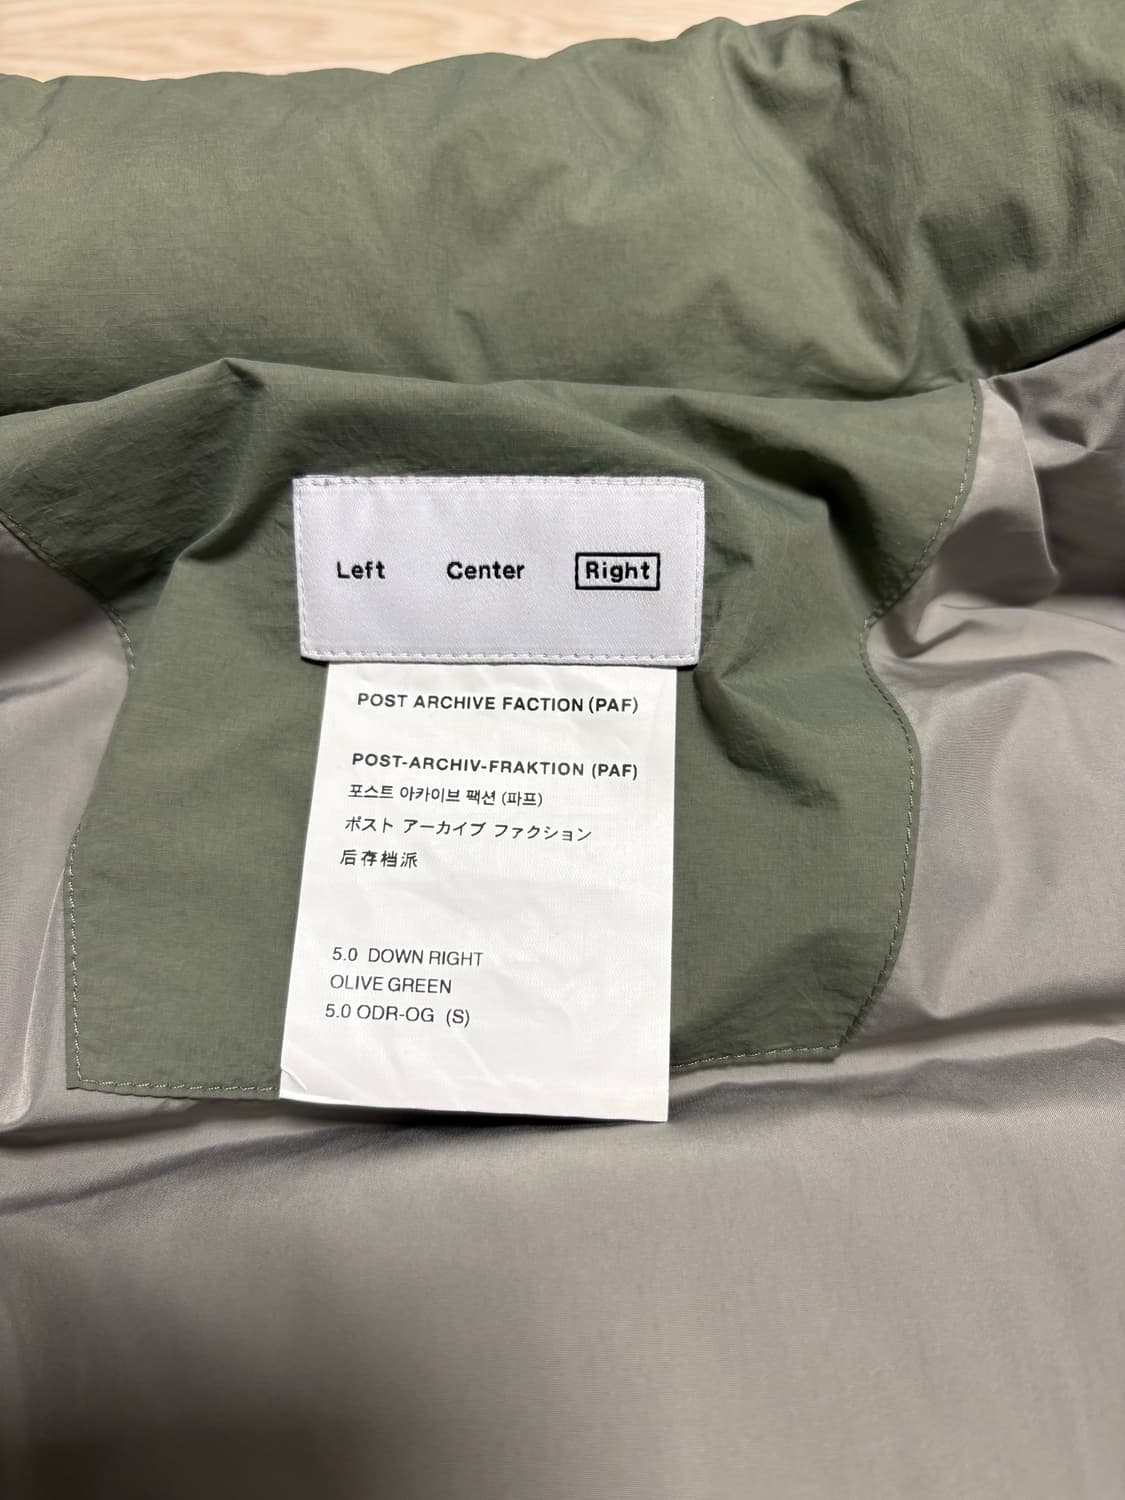 Left Center Right
POST ARCHIVE FACTION (PAF)
POST-ARCHIV-FRAKTION (PAF)
포스트 아카이브 팩션 (파프)
ポスト アーカイブ ファクション
后存档派
5.0 DOWN RIGHT
OLIVE GREEN
5.0 ODR-OG (S)